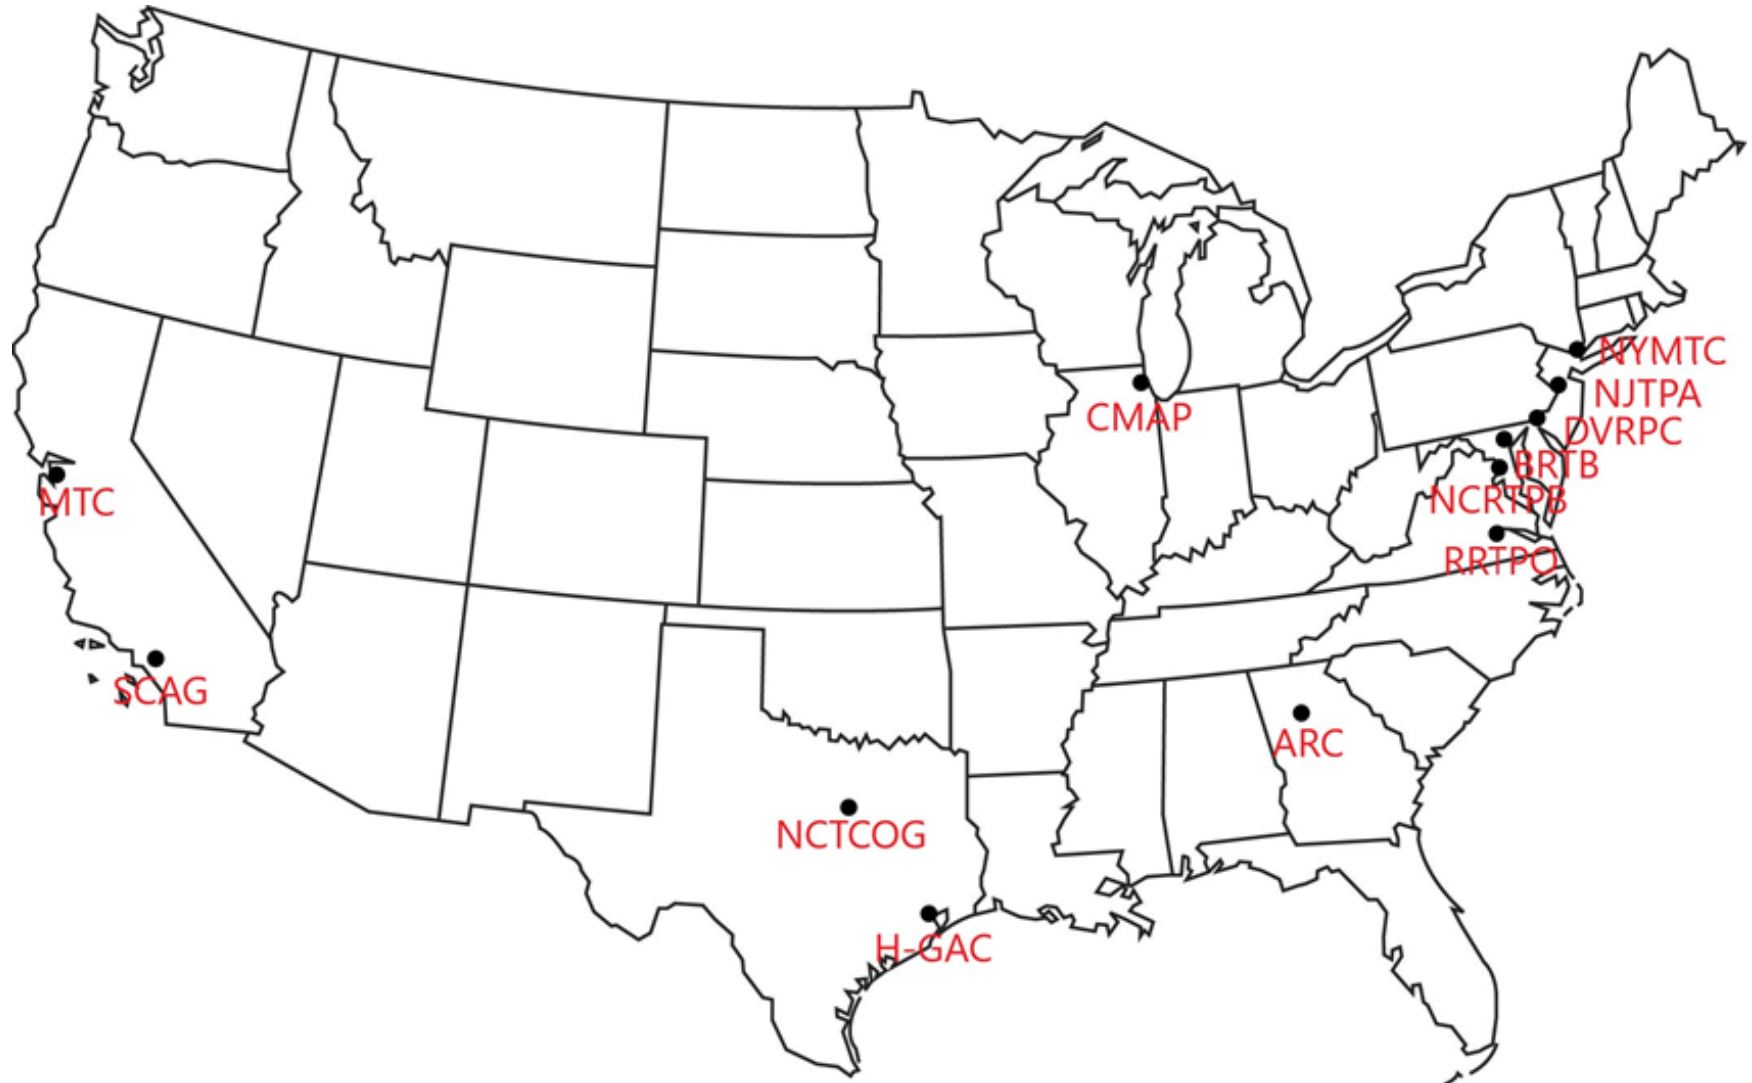 NYMTC
NJTPA
CMAP
DVRPC
BRTB
NCRTPB
MTC
RRTPO
SCAG
ARC
NCTCOG
H-GAC